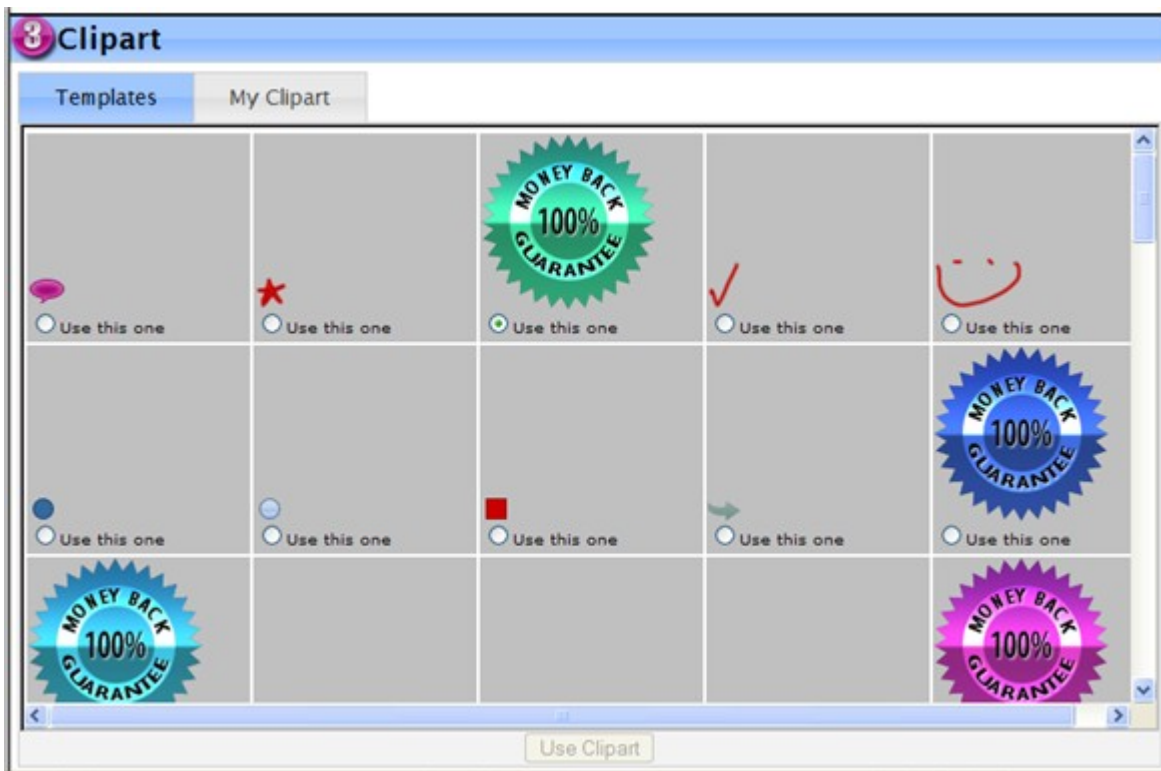 3 Clipart
Templates My Clipart
MONEY BACK
100%
GUARANTEE
Use this one Use this one Use this one Use this one Use this one
MONEY BACK
100%
GUARANTEE
Use this one Use this one Use this one Use this one Use this one
MONEY BACK MONEY BACK
100% 100%
GUARANTEE GUARANTEE
Use Clipart